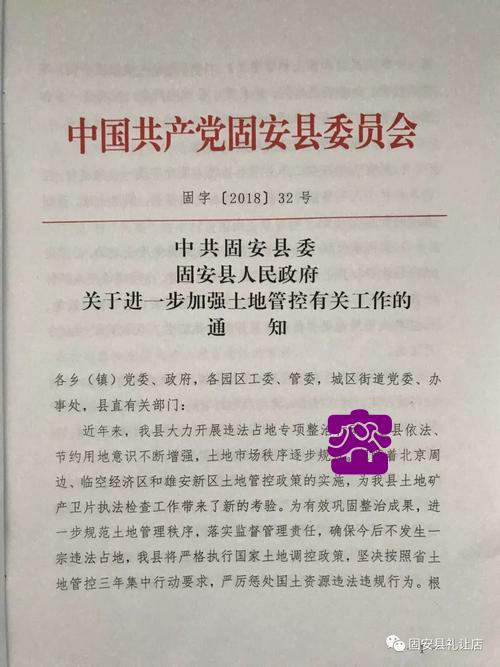 中国共产党固安县委员会
固字〔2018〕32号
中共固安县委
固安县人民政府
关于进一步加强土地管控有关工作的
通 知
各乡（镇）党委、政府，各园区工委、管委，城区街道党委、办
事处，县直有关部门：
近年来，我县大力开展违法占地专项整治 县依法、
节约用地意识不断增强，土地市场秩序逐步规 着北京周
边、临空经济区和雄安新区土地管控政策的实施，为我县土地矿
产卫片执法检查工作带来了新的考验。为有效巩固整治成果，进
一步规范土地管理秩序，落实监督管理责任，确保今后不发生一
宗违法占地，我县将严格执行国家土地调控政策，坚决按照省土
地管控三年集中行动要求，严厉惩处国土资源违法违规行为。根
固安县礼让店